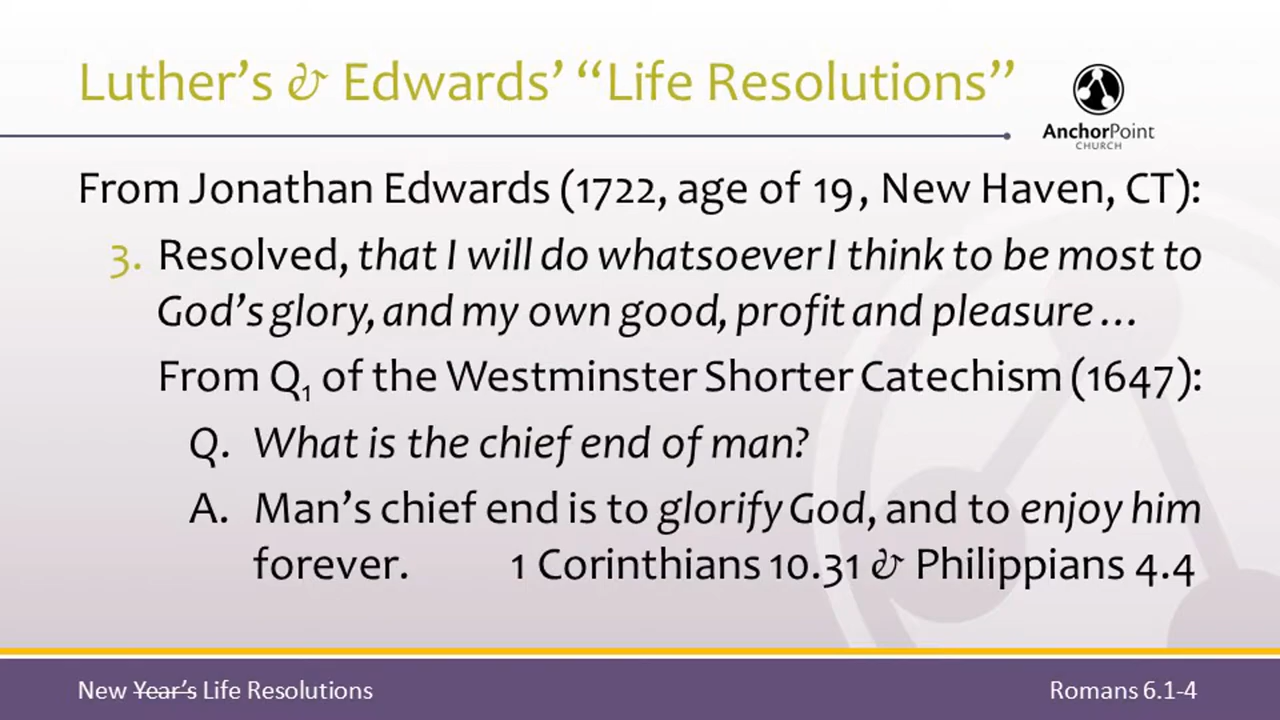 Luther’s & Edwards’ “Life Resolutions”
AnchorPoint
CHURCH
From Jonathan Edwards (1722, age of 19, New Haven, CT):
3. Resolved, that I will do whatsoever I think to be most to
God’s glory, and my own good, profit and pleasure…
From Q1 of the Westminster Shorter Catechism (1647):
Q. What is the chief end of man?
A. Man’s chief end is to glorify God, and to enjoy him
forever. 1 Corinthians 10.31 & Philippians 4.4
New Year’s Life Resolutions
Romans 6.1-4